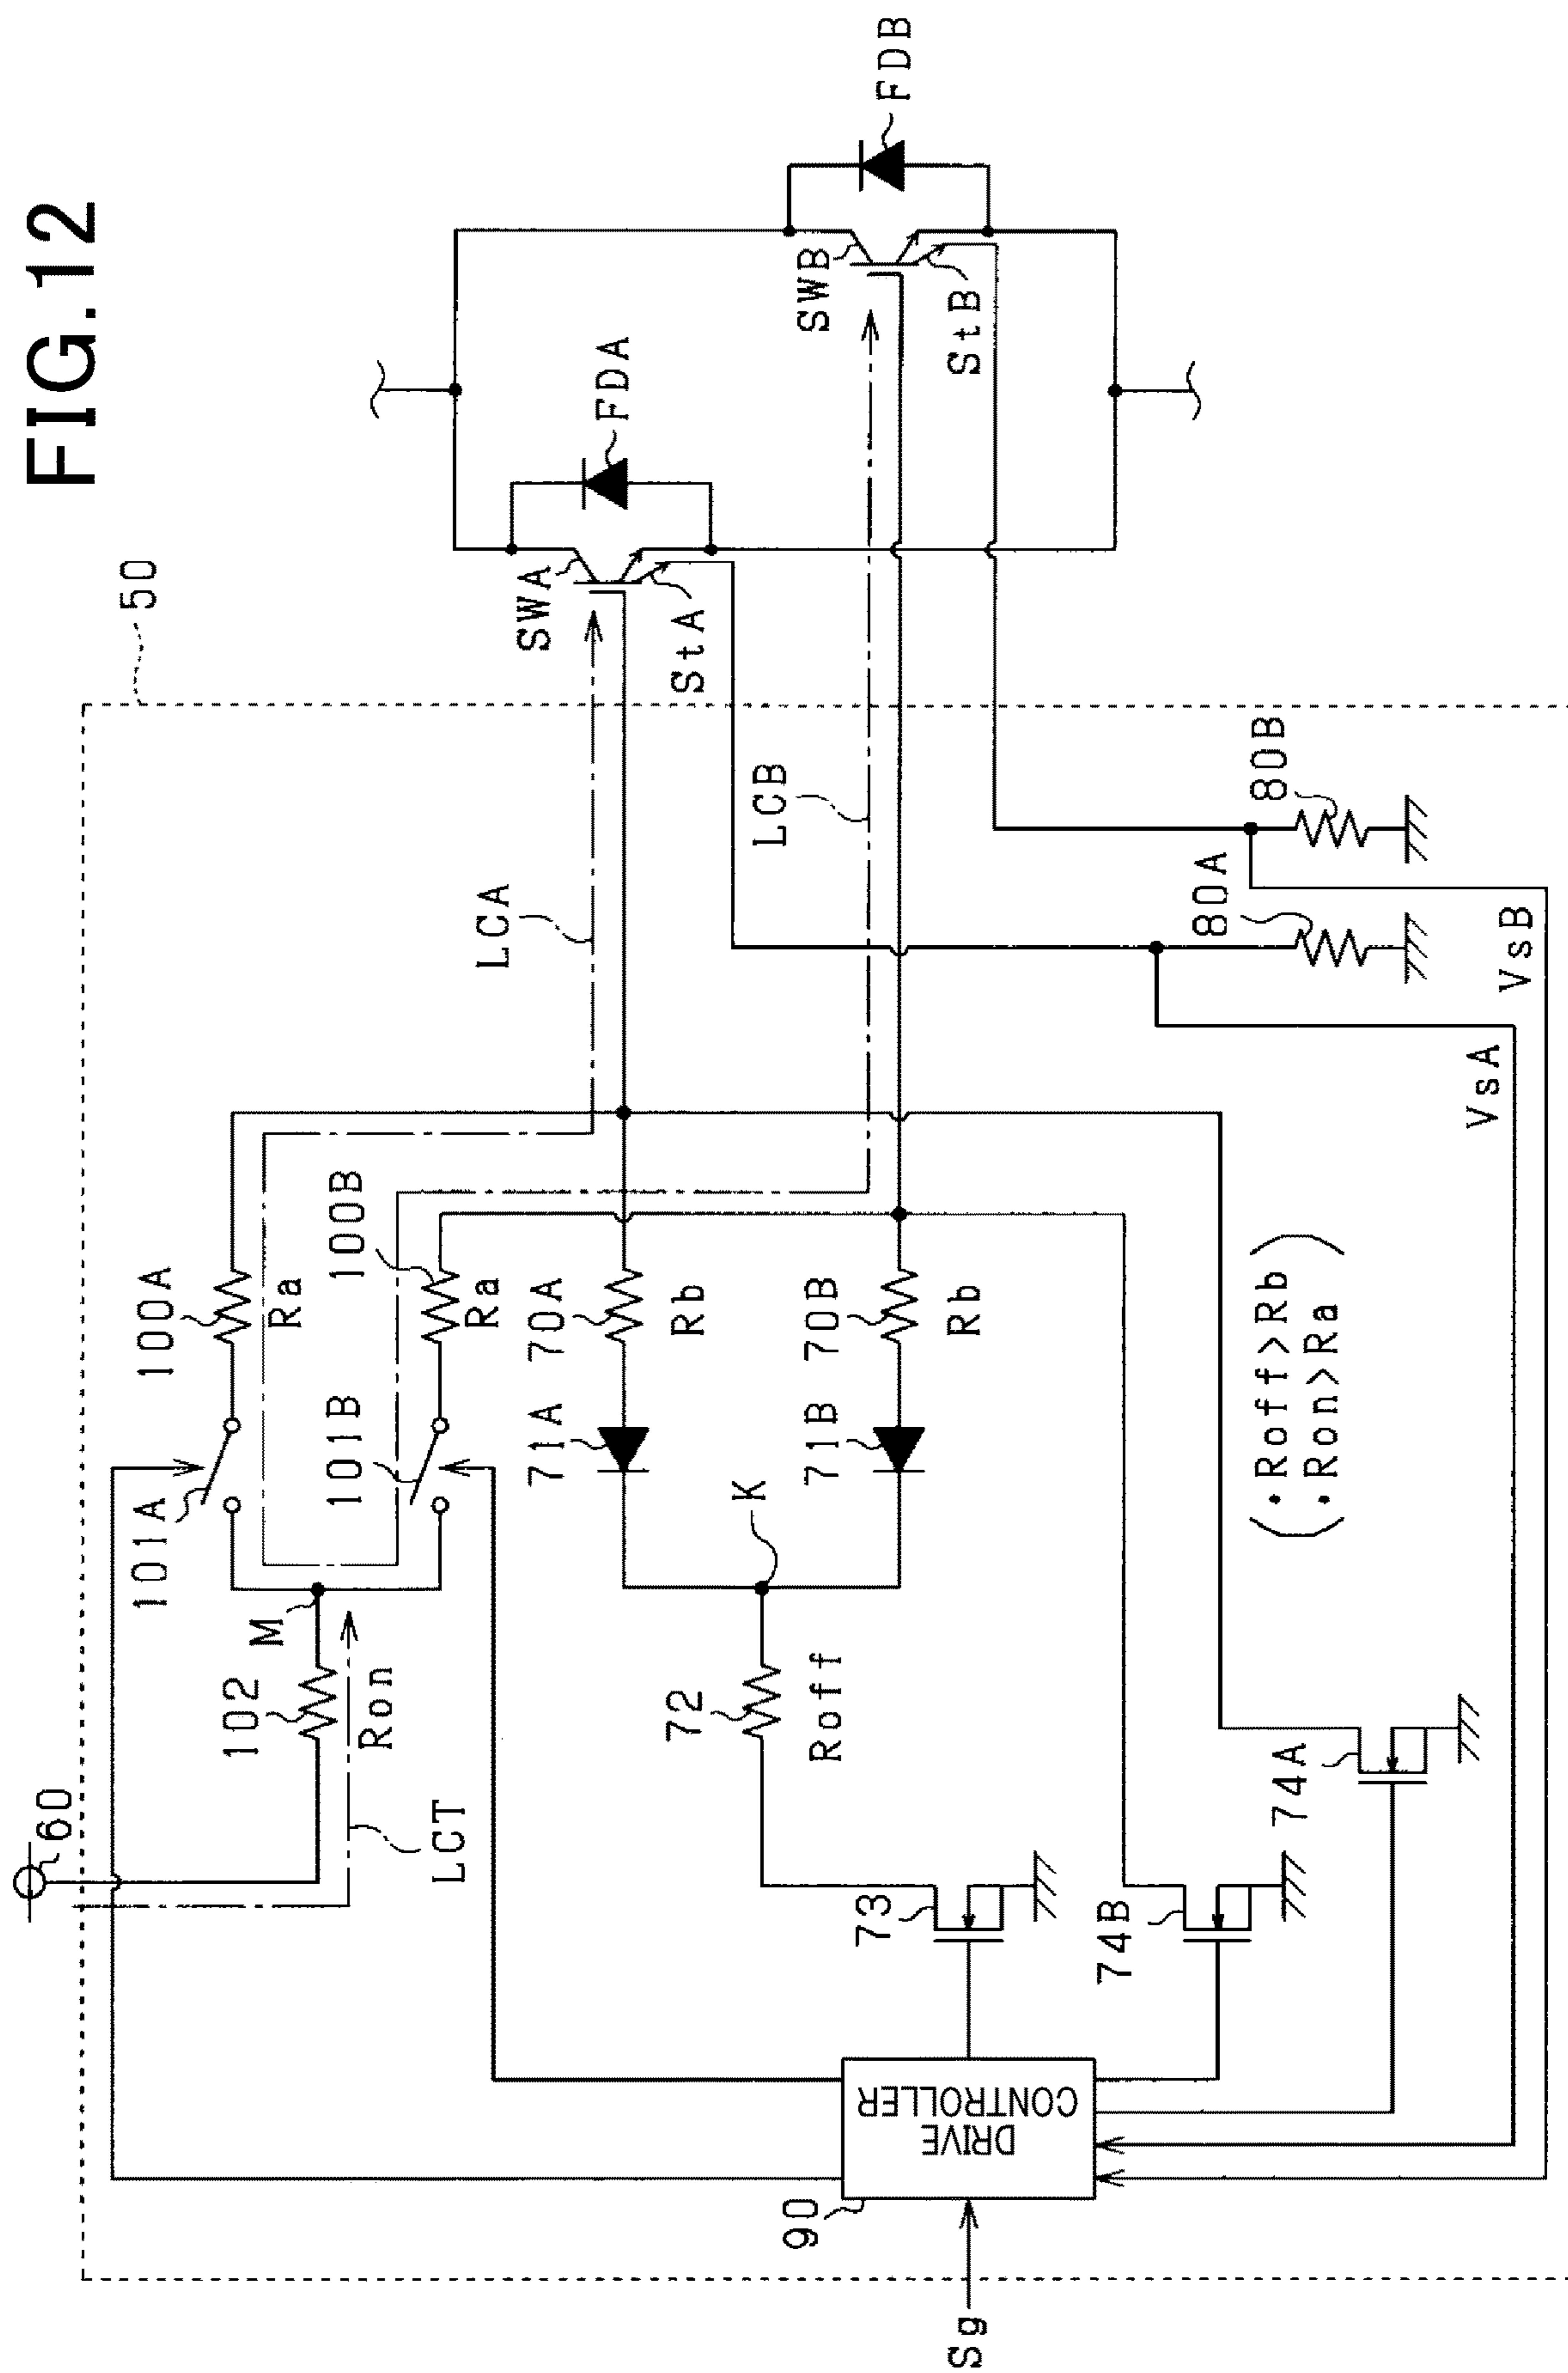 FIG.12
50
60
102
Ron
M
LCT
101A
100A
Ra
101B
100B
Ra
LCA
LCB
SWA
StA
FDA
SWB
StB
FDB
71A
70A
Rb
71B
70B
Rb
K
72
Roff
73
74B
74A
(・Roff>Rb
・Ron>Ra)
80A
80B
VsA
VsB
90
DRIVE
CONTROLLER
Sg